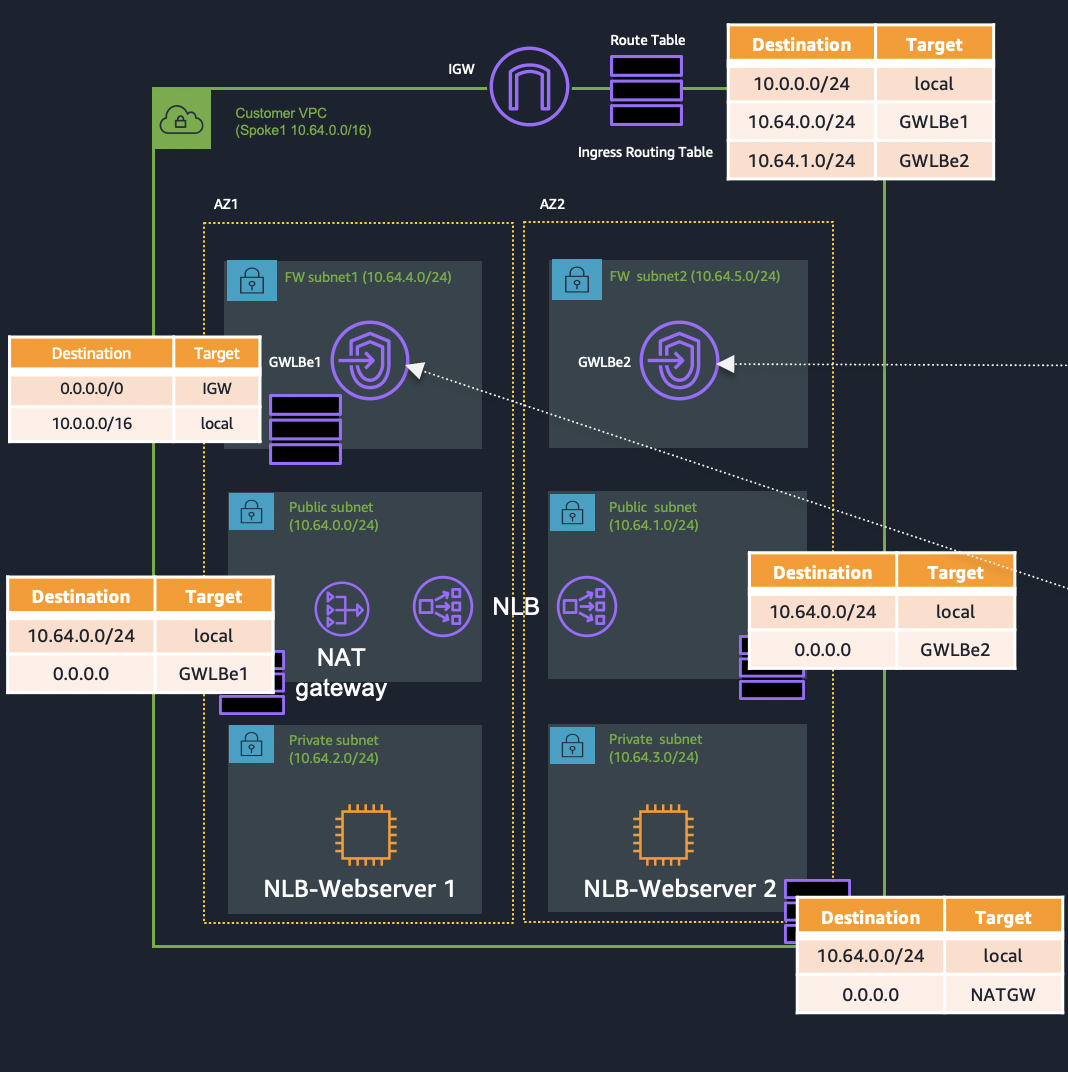 Route Table
IGW
Ingress Routing Table
Destination Target
10.0.0.0/24 local
10.64.0.0/24 GWLBe1
10.64.1.0/24 GWLBe2
Customer VPC
(Spoke1 10.64.0.0/16)
AZ1
AZ2
FW subnet1 (10.64.4.0/24)
FW subnet2 (10.64.5.0/24)
GWLBe1
GWLBe2
Destination Target
0.0.0.0/0 IGW
10.0.0.0/16 local
Public subnet
(10.64.0.0/24)
Public subnet
(10.64.1.0/24)
NLB
NAT
gateway
Destination Target
10.64.0.0/24 local
0.0.0.0 GWLBe1
Destination Target
10.64.0.0/24 local
0.0.0.0 GWLBe2
Private subnet
(10.64.2.0/24)
Private subnet
(10.64.3.0/24)
NLB-Webserver 1
NLB-Webserver 2
Destination Target
10.64.0.0/24 local
0.0.0.0 NATGW